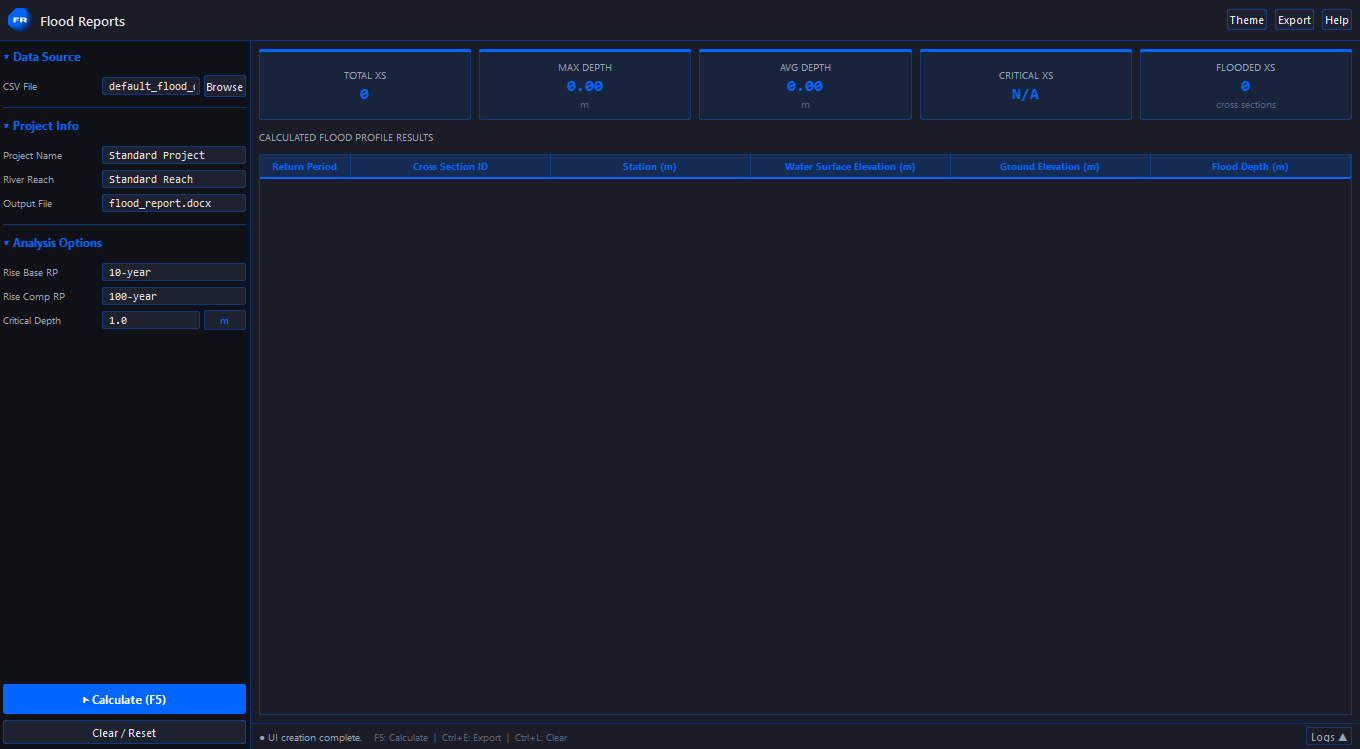 FR Flood Reports
Theme Export Help
▾ Data Source
CSV File default_flood_ Browse
▾ Project Info
Project Name Standard Project
River Reach Standard Reach
Output File flood_report.docx
▾ Analysis Options
Rise Base RP 10-year
Rise Comp RP 100-year
Critical Depth 1.0 m
▸ Calculate (F5)
Clear / Reset
TOTAL XS
0
MAX DEPTH
0.00
m
AVG DEPTH
0.00
m
CRITICAL XS
N/A
FLOODED XS
0
cross sections
CALCULATED FLOOD PROFILE RESULTS
Return Period Cross Section ID Station (m) Water Surface Elevation (m) Ground Elevation (m) Flood Depth (m)
● UI creation complete. F5: Calculate | Ctrl+E: Export | Ctrl+L: Clear
Logs ▲